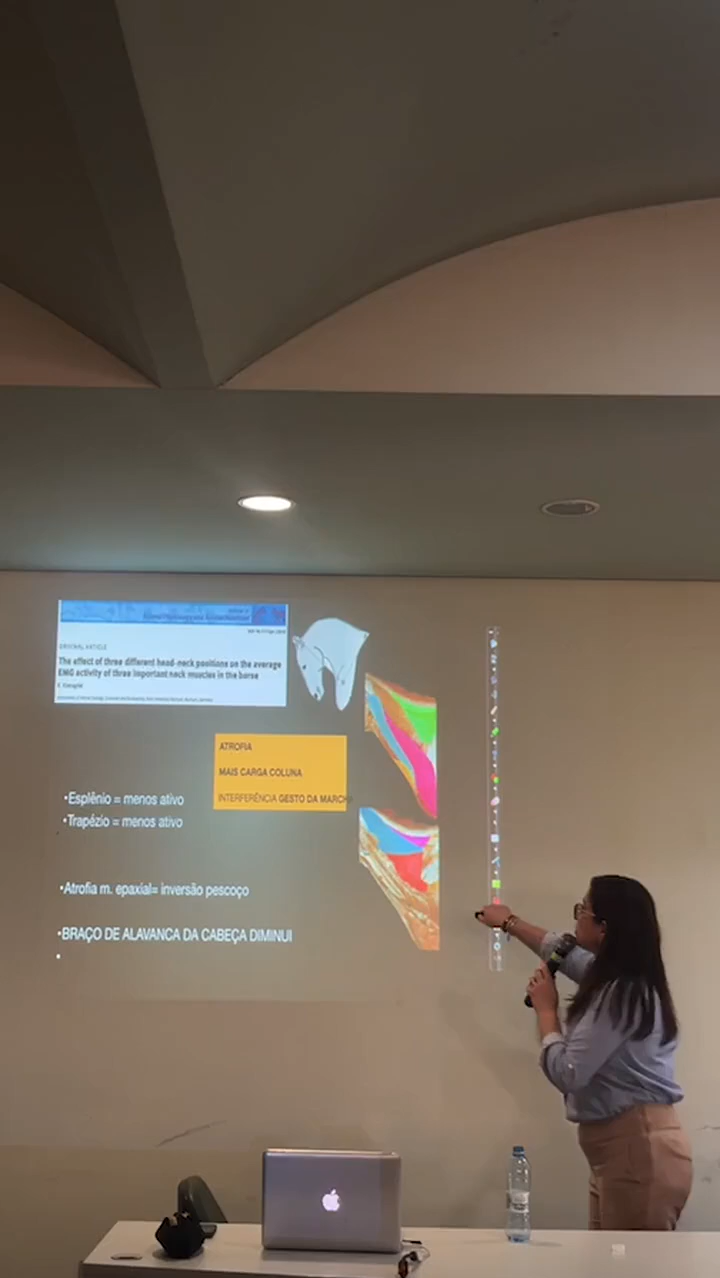 ORIGINAL ARTICLE
The effect of three different head-neck positions on the average
EMG activity of three important neck muscles in the horse
ATROFIA
MAIS CARGA COLUNA
INTERFERÊNCIA GESTO DA MARCHA
•Esplênio = menos ativo
•Trapézio = menos ativo
•Atrofia m. epaxial= inversão pescoço
•BRAÇO DE ALAVANCA DA CABEÇA DIMINUI
•